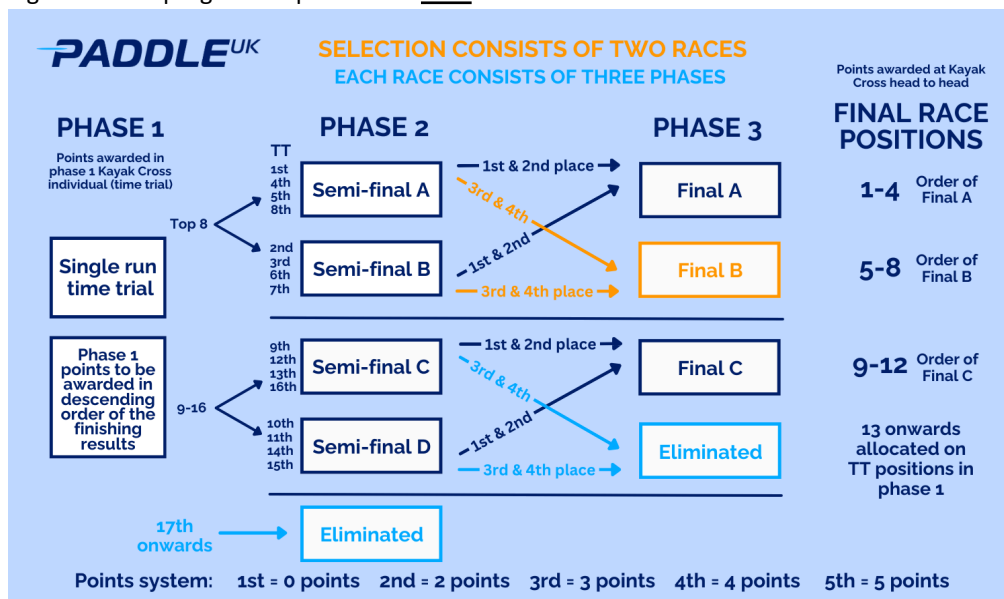 PADDLE UK
SELECTION CONSISTS OF TWO RACES
EACH RACE CONSISTS OF THREE PHASES
Points awarded at Kayak
Cross head to head
FINAL RACE
POSITIONS
PHASE 1
Points awarded in
phase 1 Kayak Cross
individual (time trial)
PHASE 2
PHASE 3
TT
1st
4th
5th
8th
Semi-final A
1st & 2nd place
3rd & 4th
Final A
1-4
Order of
Final A
Top 8
Single run
time trial
2nd
3rd
6th
7th
Semi-final B
1st & 2nd
3rd & 4th place
Final B
5-8
Order of
Final B
Phase 1
points to be
awarded in
descending
order of the
finishing
results
9-16
9th
12th
13th
16th
Semi-final C
1st & 2nd place
3rd & 4th
Final C
9-12
Order of
Final C
10th
11th
14th
15th
Semi-final D
1st & 2nd
3rd & 4th place
Eliminated
13 onwards
allocated on
TT positions in
phase 1
17th
onwards
Eliminated
Points system: 1st = 0 points 2nd = 2 points 3rd = 3 points 4th = 4 points 5th = 5 points